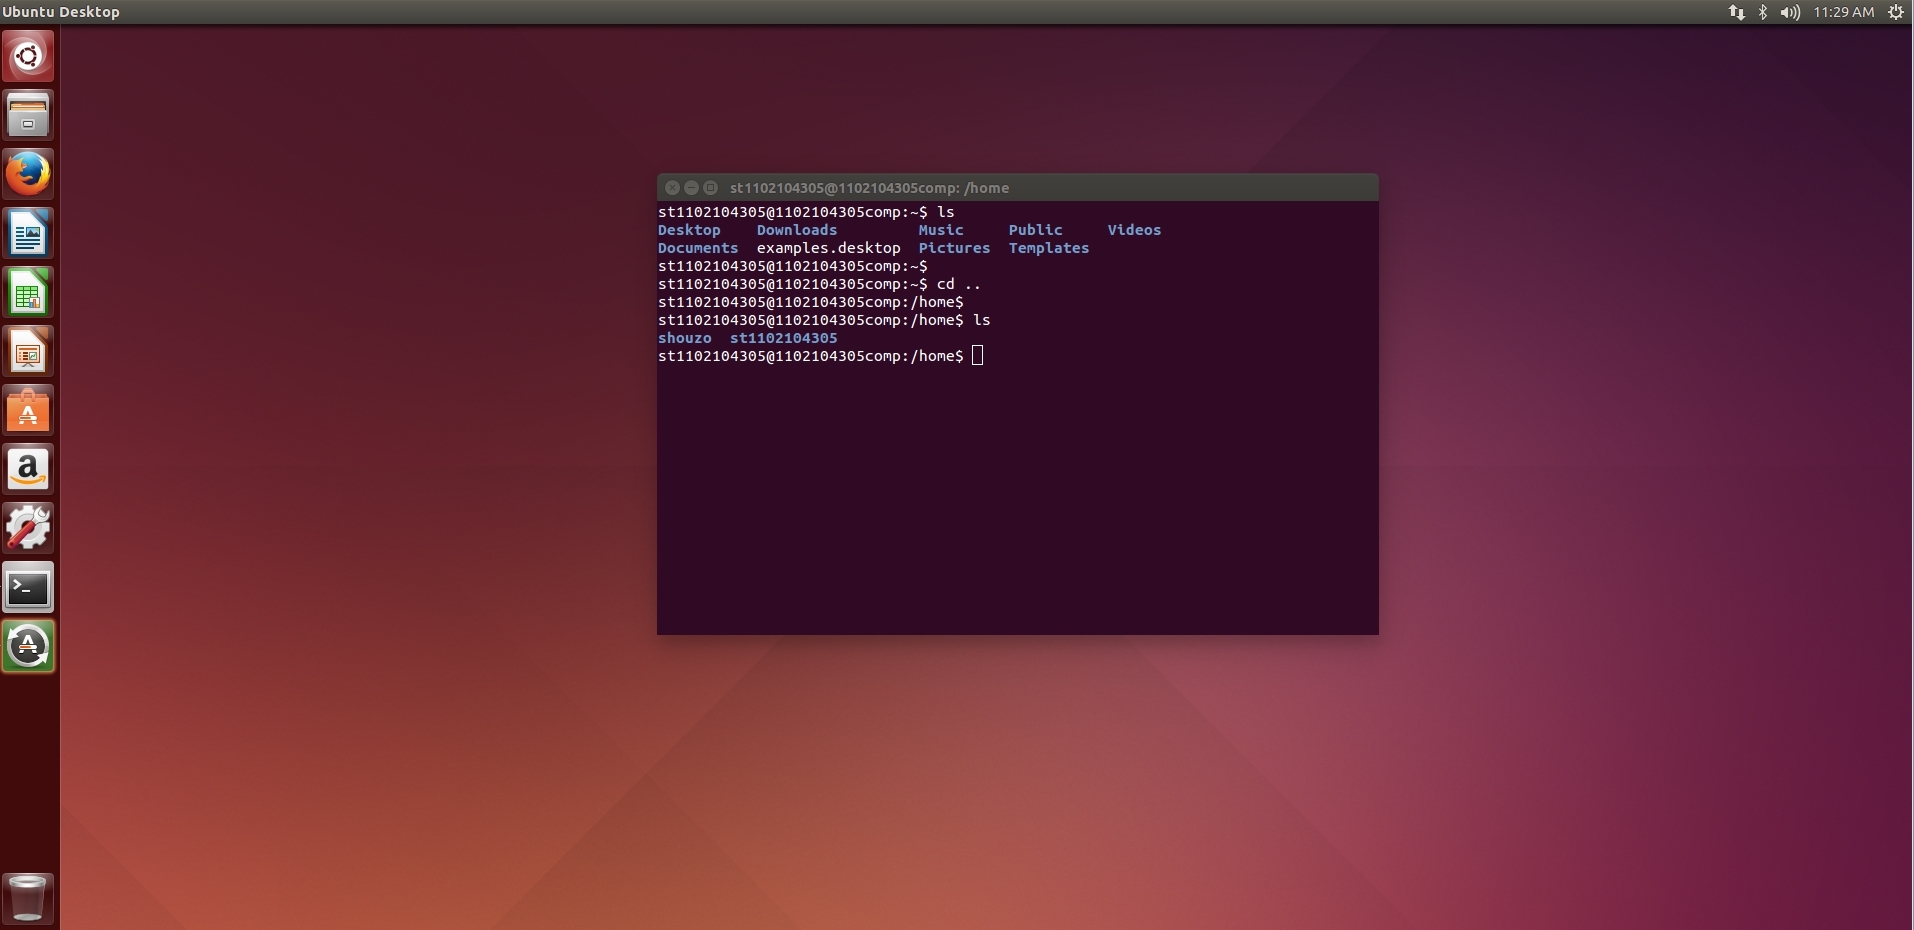 Ubuntu Desktop
11:29 AM
st1102104305@1102104305comp: /home
st1102104305@1102104305comp:~$ ls
Desktop    Downloads         Music     Public     Videos
Documents  examples.desktop  Pictures  Templates
st1102104305@1102104305comp:~$
st1102104305@1102104305comp:~$ cd ..
st1102104305@1102104305comp:/home$
st1102104305@1102104305comp:/home$ ls
shouzo  st1102104305
st1102104305@1102104305comp:/home$